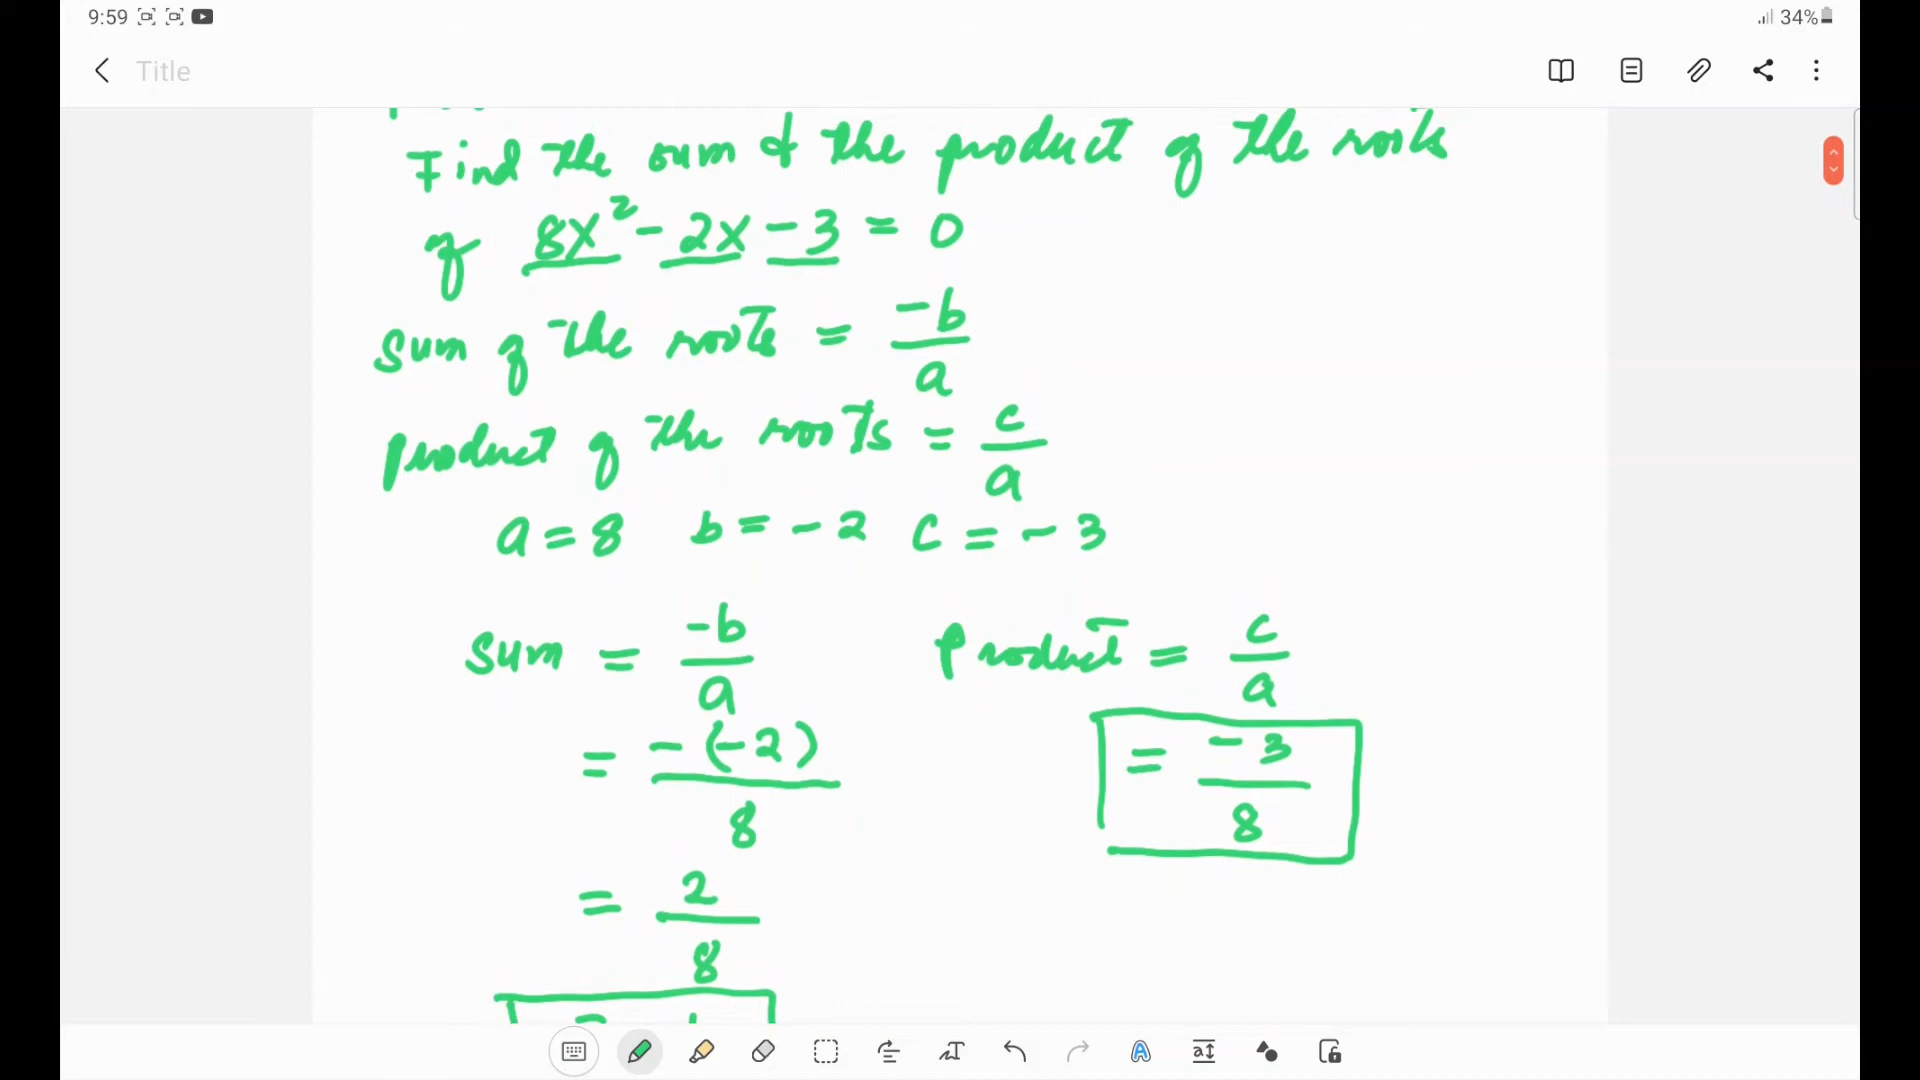 9:59
34%
Title
Find the sum & the product of the roots
of 8x² - 2x - 3 = 0
Sum of the roots = -b/a
Product of the roots = c/a
a = 8 b = -2 c = -3
Sum = -b/a
Product = c/a
= -(-2)/8
= -3/8
= 2/8